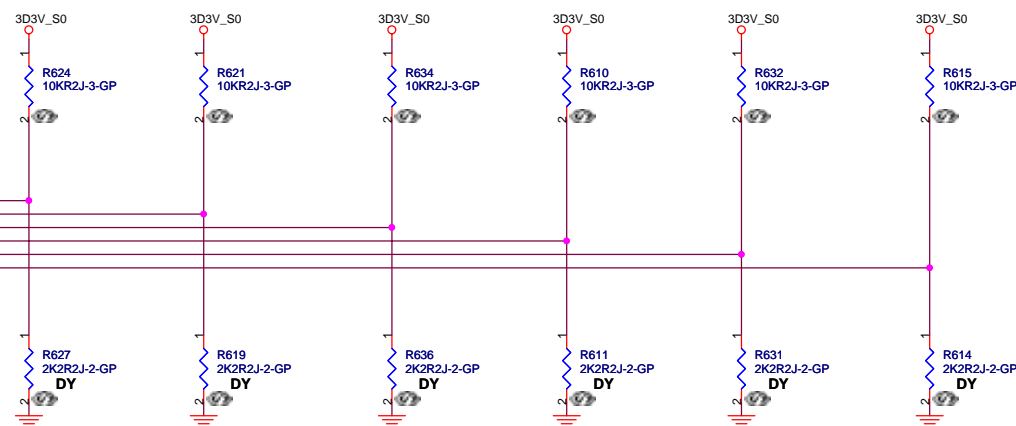 3D3V_S0 3D3V_S0 3D3V_S0 3D3V_S0 3D3V_S0 3D3V_S0
1 1 1 1 1 1
R624 R621 R634 R610 R632 R615
10KR2J-3-GP 10KR2J-3-GP 10KR2J-3-GP 10KR2J-3-GP 10KR2J-3-GP 10KR2J-3-GP
2 2 2 2 2 2
1 1 1 1 1 1
R627 R619 R636 R611 R631 R614
2K2R2J-2-GP 2K2R2J-2-GP 2K2R2J-2-GP 2K2R2J-2-GP 2K2R2J-2-GP 2K2R2J-2-GP
DY DY DY DY DY DY
2 2 2 2 2 2